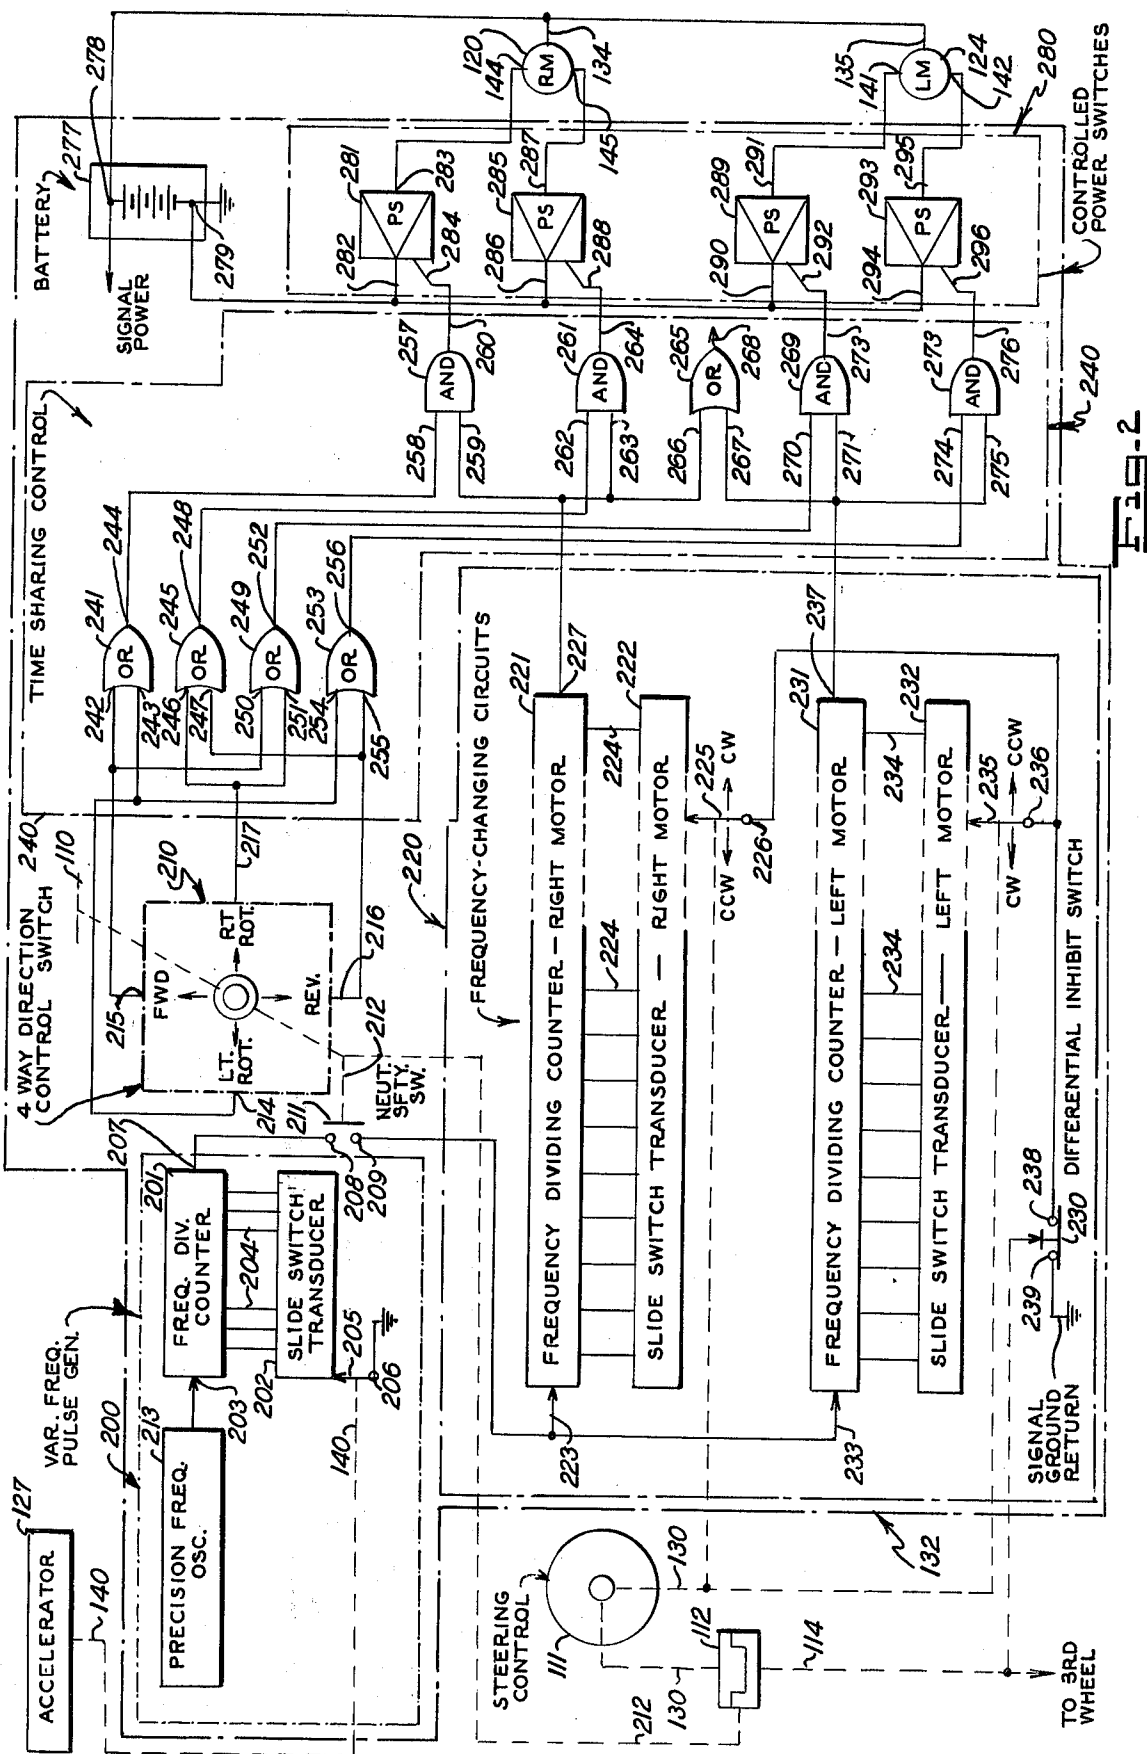 ACCELERATOR
127
140
VAR. FREQ.
PULSE GEN.
200
213
PRECISION FREQ.
OSC.
203
201
FREQ. DIV.
COUNTER
207
204
202
SLIDE SWITCH
TRANSDUCER
205
206
140
208
209
211
NEUT.
SFTY.
SW.
212
4 WAY DIRECTION
CONTROL SWITCH
240
110
210
FWD
RT.
ROT.
LT.
ROT.
REV.
214
215
216
217
TIME SHARING CONTROL
OR
241
242
243
244
OR
245
246
247
248
OR
249
250
251
252
OR
253
254
255
256
BATTERY
277
278
279
SIGNAL
POWER
AND
257
258
259
260
AND
261
262
263
264
OR
265
266
267
268
AND
269
270
271
273
AND
273
274
275
276
240
PS
281
282
283
284
PS
285
286
287
288
PS
289
290
291
292
PS
293
294
295
296
RM
120
144
134
145
LM
135
141
124
142
280
CONTROLLED
POWER SWITCHES
220
FREQUENCY-CHANGING CIRCUITS
FREQUENCY DIVIDING COUNTER — RIGHT MOTOR
221
223
227
224
224
SLIDE SWITCH TRANSDUCER — RIGHT MOTOR
222
225
CCW
CW
226
FREQUENCY DIVIDING COUNTER — LEFT MOTOR
231
233
237
234
234
SLIDE SWITCH TRANSDUCER — LEFT MOTOR
232
235
CW
CCW
236
230 DIFFERENTIAL INHIBIT SWITCH
238
239
SIGNAL
GROUND
RETURN
132
STEERING
CONTROL
111
130
112
130
114
212
TO 3RD
WHEEL
FIG-2